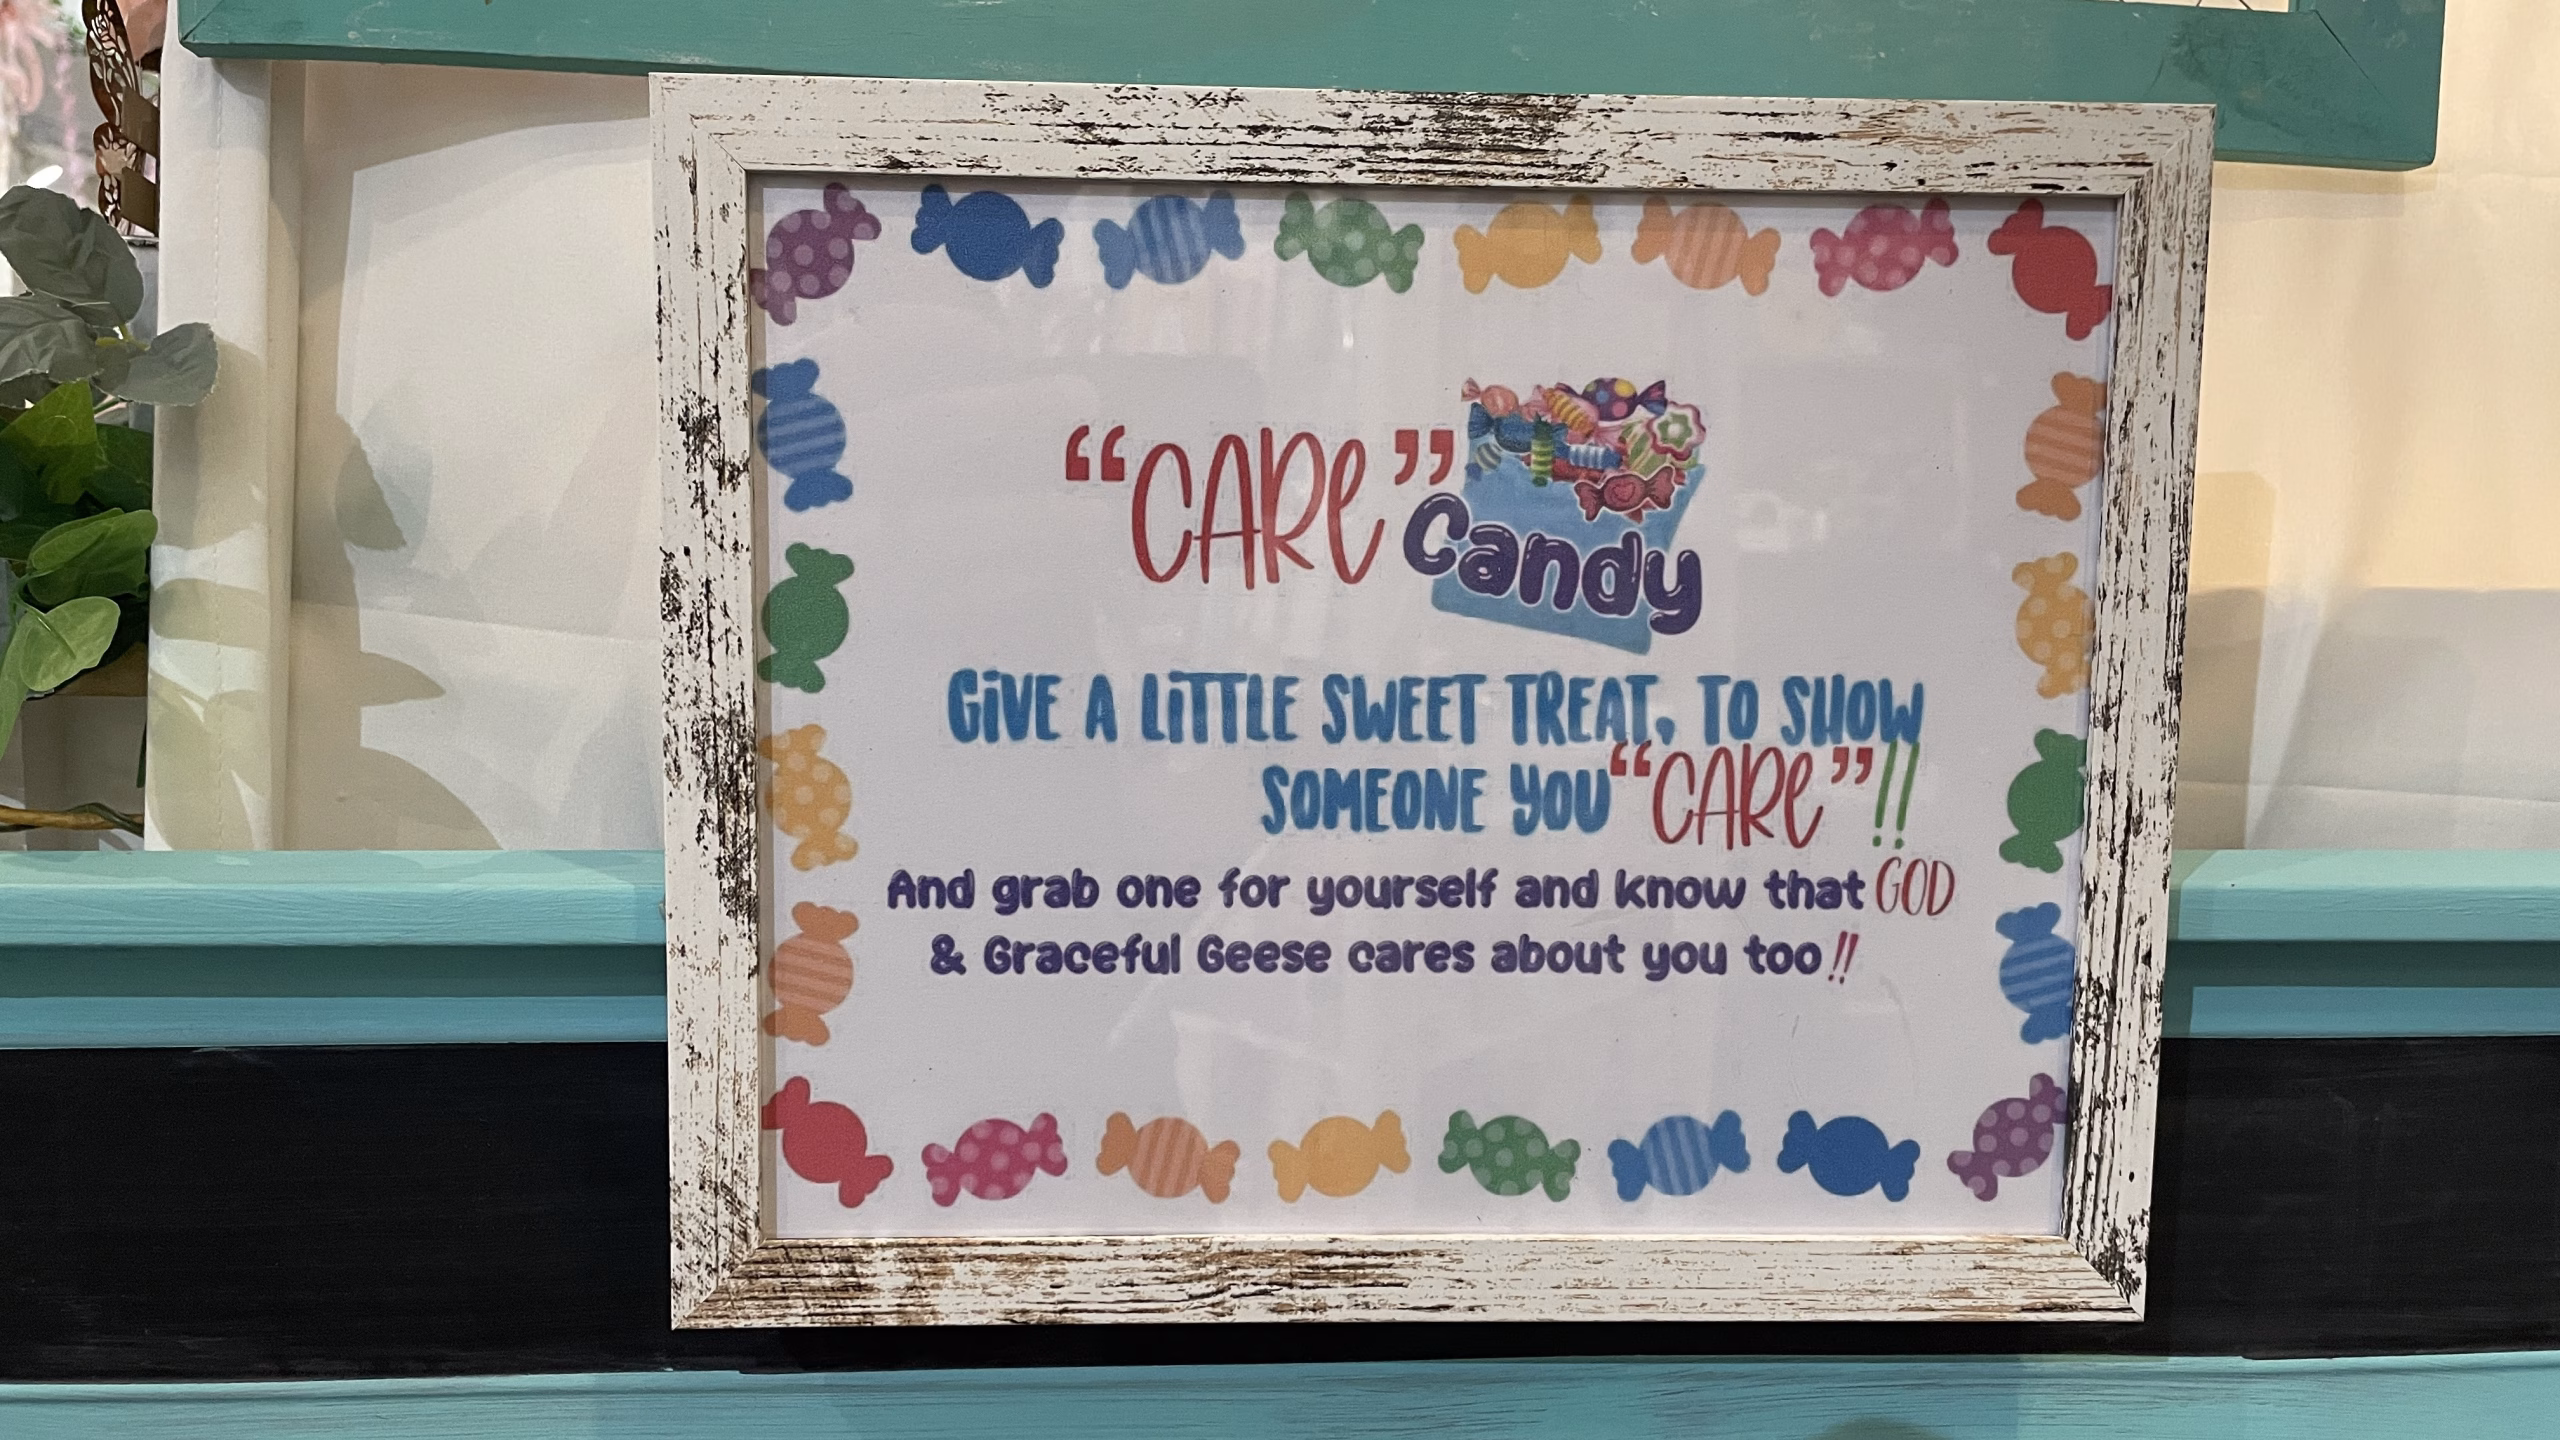 “CARE” Candy
GIVE A LITTLE SWEET TREAT, TO SHOW
SOMEONE YOU “CARE”!!
And grab one for yourself and know that GOD
& Graceful Geese cares about you too!!